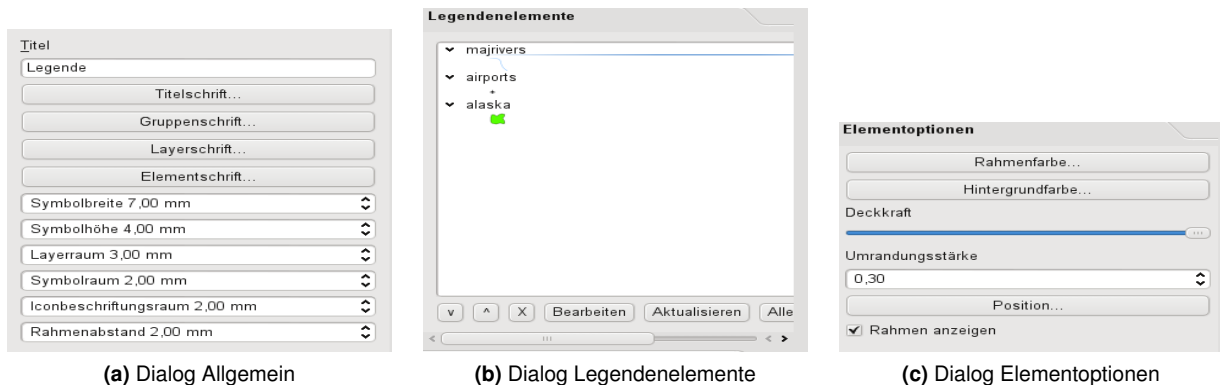 Titel
Legende
Titelschrift...
Gruppenschrift...
Layerschrift...
Elementschrift...
Symbolbreite 7,00 mm
Symbolhöhe 4,00 mm
Layerraum 3,00 mm
Symbolraum 2,00 mm
Iconbeschriftungsraum 2,00 mm
Rahmenabstand 2,00 mm
(a) Dialog Allgemein
Legendenelemente
majrivers
airports
alaska
v ^ X Bearbeiten Aktualisieren Alle
(b) Dialog Legendenelemente
Elementoptionen
Rahmenfarbe...
Hintergrundfarbe...
Deckkraft
Umrandungsstärke
0,30
Position...
Rahmen anzeigen
(c) Dialog Elementoptionen